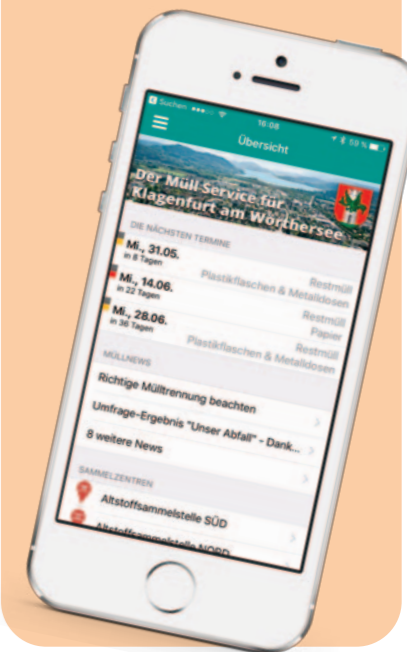 Suchen
16:08
59 %
Übersicht
Der Müll Service für
Klagenfurt am Wörthersee
DIE NÄCHSTEN TERMINE
Mi., 31.05.
in 8 Tagen
Restmüll
Plastikflaschen & Metalldosen
Mi., 14.06.
in 22 Tagen
Restmüll
Papier
Mi., 28.06.
in 36 Tagen
Restmüll
Plastikflaschen & Metalldosen
MÜLLNEWS
Richtige Mülltrennung beachten
Umfrage-Ergebnis "Unser Abfall" - Dank...
8 weitere News
SAMMELZENTREN
Altstoffsammelstelle SÜD
Altstoffsammelstelle NORD